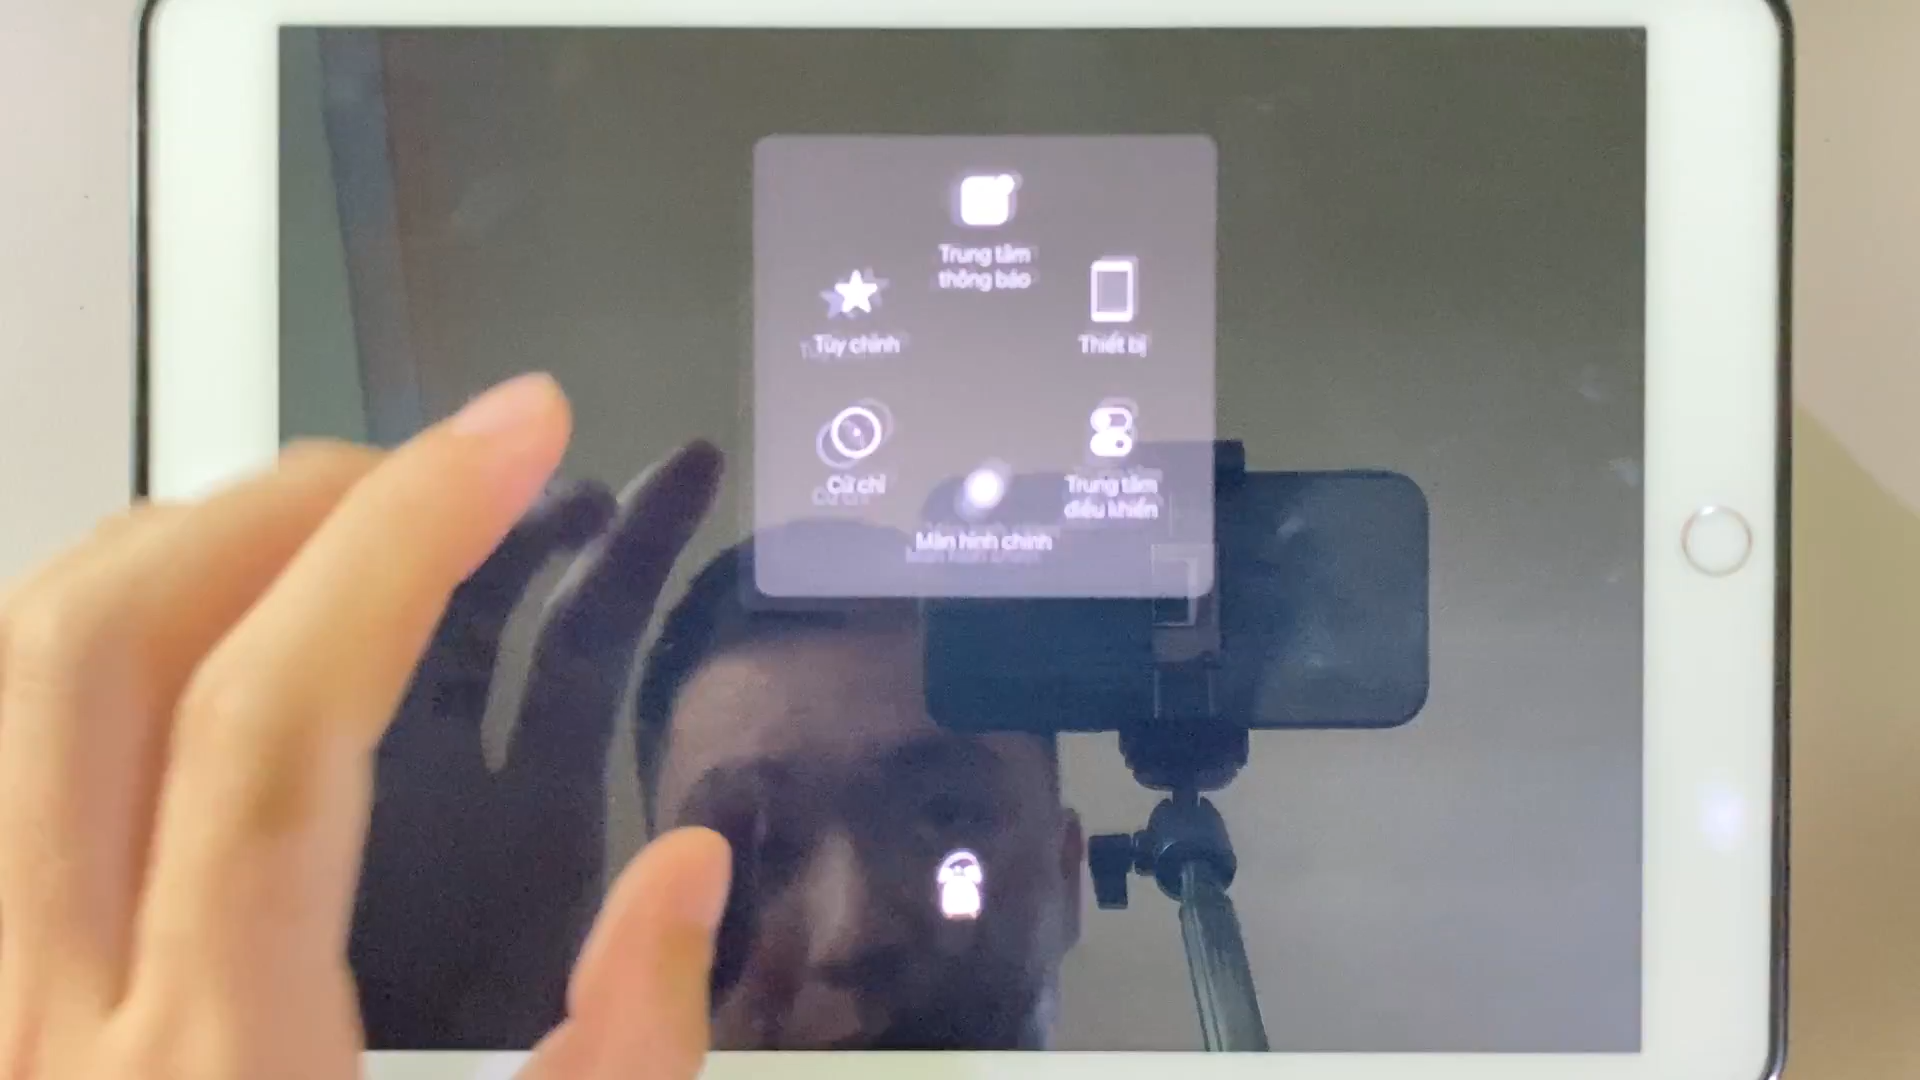 Trung tâm
thông báo
Tùy chỉnh
Thiết bị
Cử chỉ
Trung tâm
điều khiển
Màn hình chính